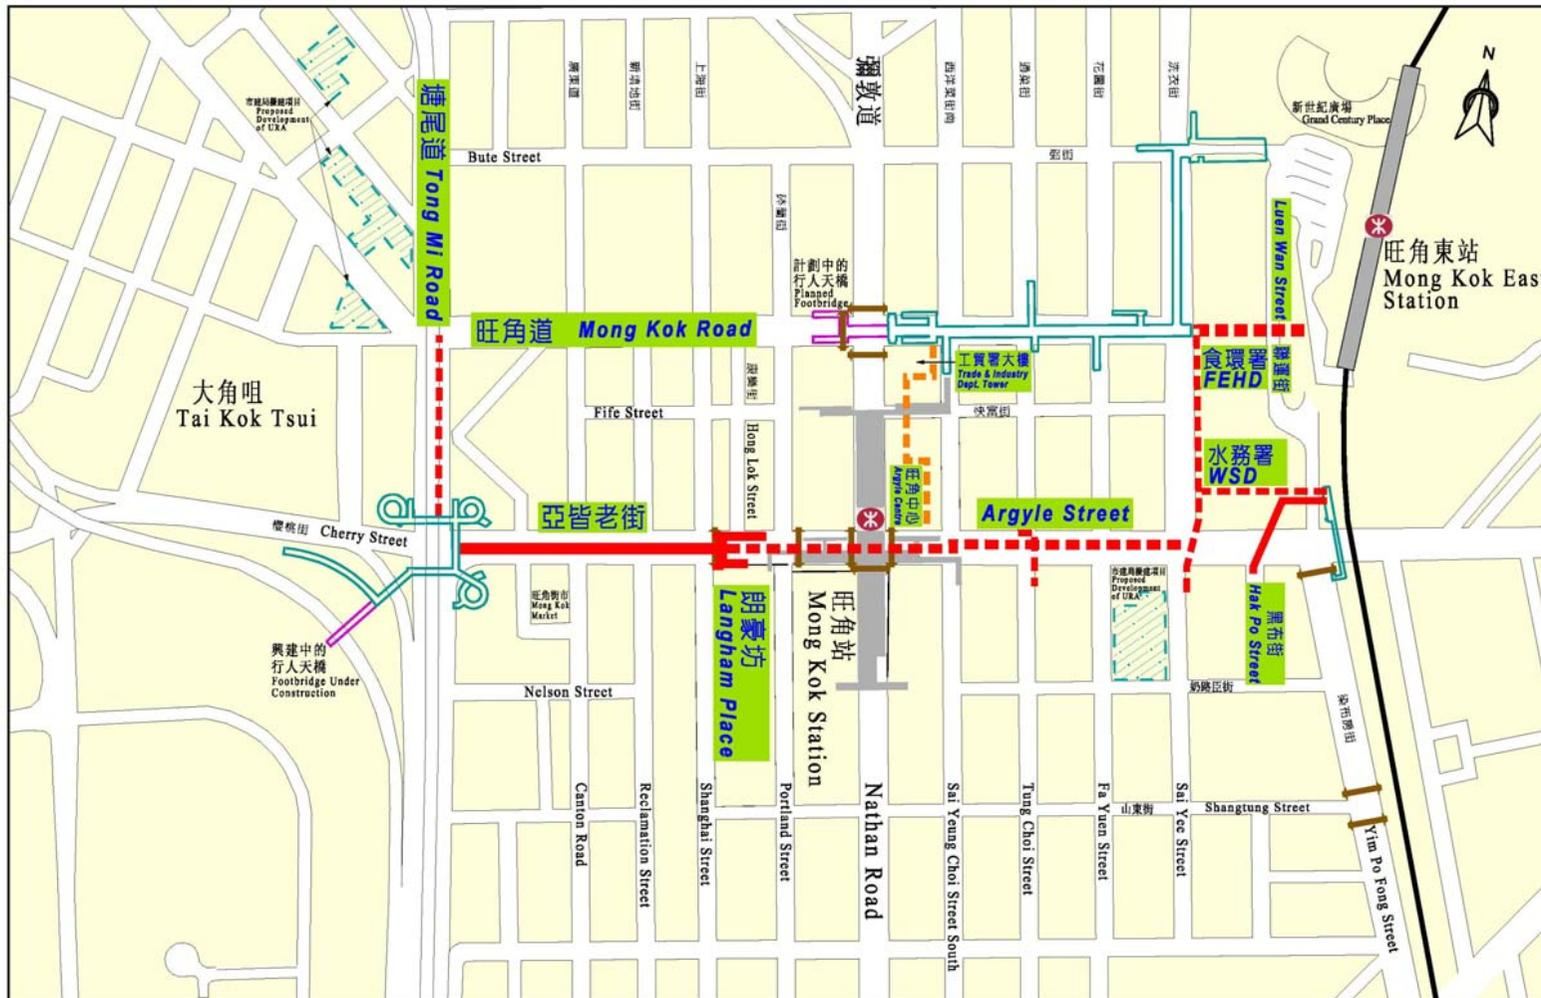 N
塘尾道 Tong Mi Road
市建局擬建項目
Proposed
Development
of URA
廣東道
新填地街
上海街
彌敦道
西洋菜街南
通菜街
花園街
洗衣街
新世紀廣場
Grand Century Place
Bute Street
弼街
砵蘭街
Luen Wan Street
聯運街
旺角東站
Mong Kok East
Station
計劃中的
行人天橋
Planned
Footbridge
旺角道 Mong Kok Road
工貿署大樓
Trade & Industry
Dept. Tower
食環署
FEHD
大角咀
Tai Kok Tsui
Fife Street
快富街
康樂街
Hong Lok Street
旺角中心
Argyle Centre
水務署
WSD
亞皆老街
Argyle Street
櫻桃街 Cherry Street
旺角街市
Mong Kok
Market
朗豪坊
Langham Place
旺角站
Mong Kok Station
市建局擬建項目
Proposed
Development
of URA
黑布街
Hak Po Street
興建中的
行人天橋
Footbridge Under
Construction
Nelson Street
奶路臣街
染布房街
Canton Road
Reclamation Street
Shanghai Street
Portland Street
Nathan Road
Sai Yeung Choi Street South
Tung Choi Street
Fa Yuen Street
Sai Yee Street
山東街
Shangtung Street
Yim Po Fong Street